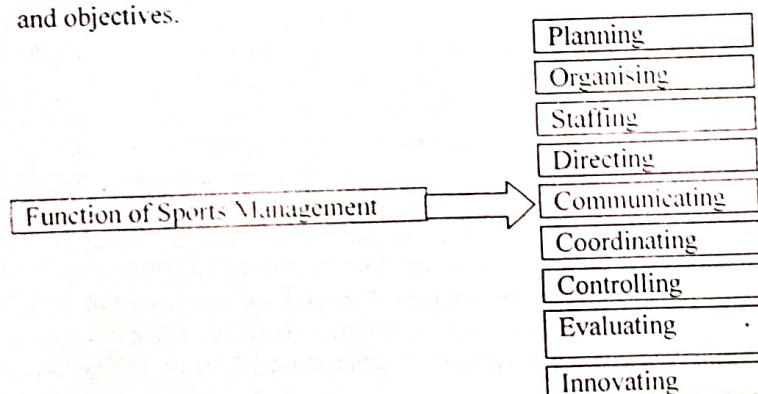 and objectives.
Planning
Organising
Staffing
Directing
Function of Sports Management
Communicating
Coordinating
Controlling
Evaluating
Innovating